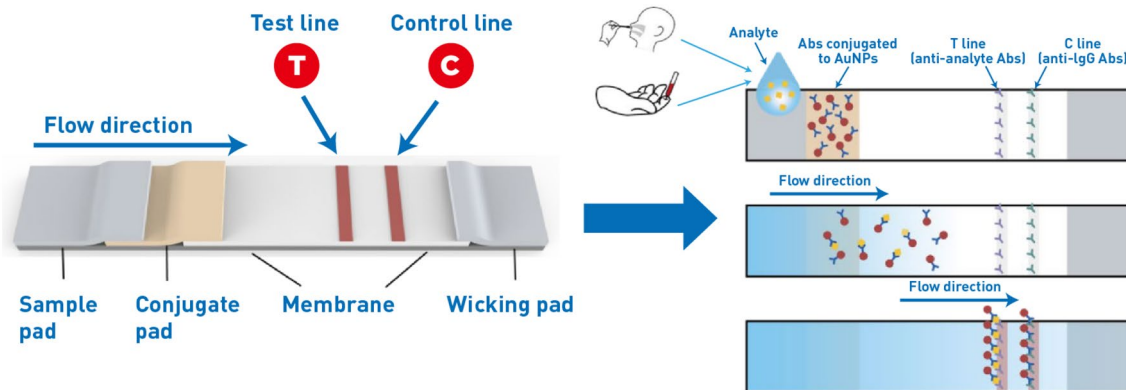 Test line
Control line
T
C
Flow direction
Sample
pad
Conjugate
pad
Membrane
Wicking pad
Analyte
Abs conjugated
to AuNPs
T line
(anti-analyte Abs)
C line
(anti-IgG Abs)
Flow direction
Flow direction